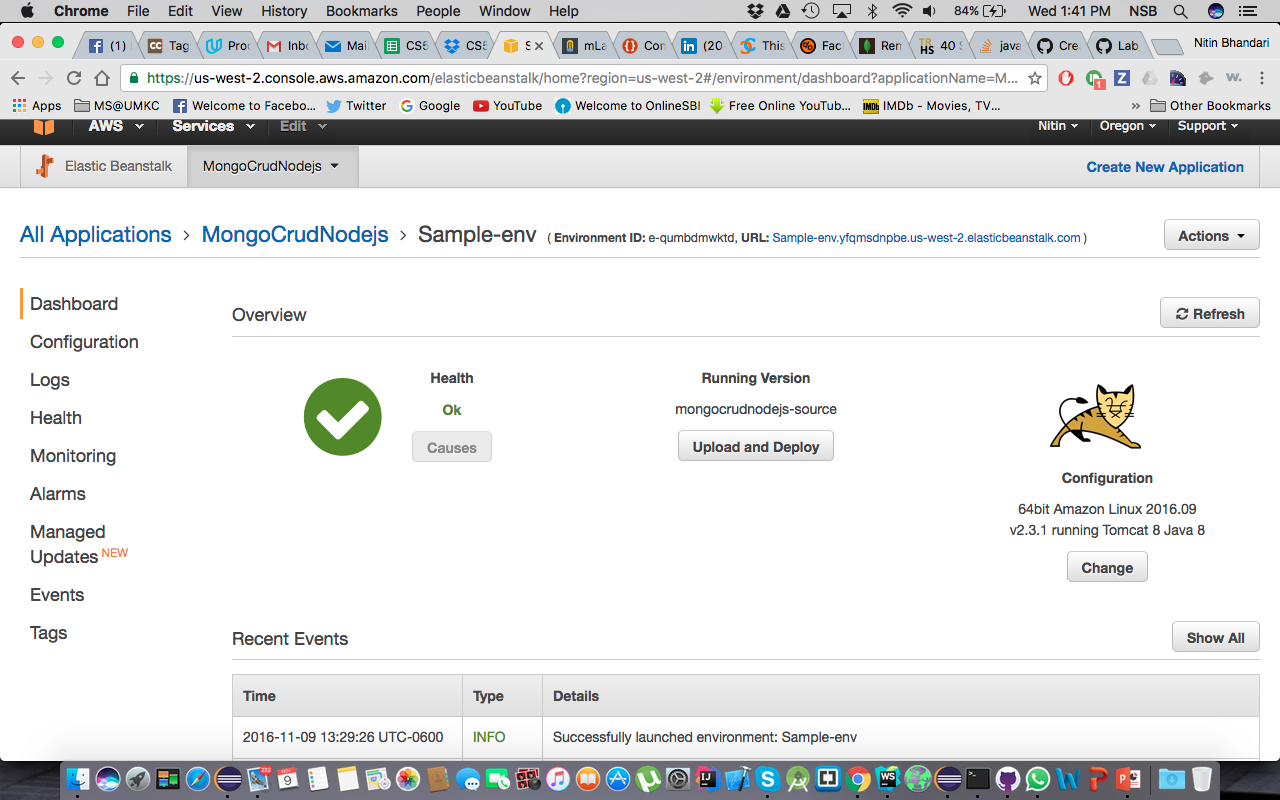 Chrome File Edit View History Bookmarks People Window Help 84% Wed 1:41 PM NSB
(1) Tag Proc Inbo Mai CS5 CS5 S mLa Con (20 This Fac Ren 40 S java Crea Lab Nitin Bhandari
https://us-west-2.console.aws.amazon.com/elasticbeanstalk/home?region=us-west-2#/environment/dashboard?applicationName=M...
Apps MS@UMKC Welcome to Facebo... Twitter Google YouTube Welcome to OnlineSBI Free Online YouTub... IMDb - Movies, TV... » Other Bookmarks
AWS Services Edit Nitin Oregon Support
Elastic Beanstalk MongoCrudNodejs Create New Application
All Applications > MongoCrudNodejs > Sample-env ( Environment ID: e-qumbdmwktd, URL: Sample-env.yfqmsdnpbe.us-west-2.elasticbeanstalk.com )
Actions
Dashboard
Configuration
Logs
Health
Monitoring
Alarms
Managed
Updates NEW
Events
Tags
Overview
Refresh
Health
Ok
Causes
Running Version
mongocrudnodejs-source
Upload and Deploy
Configuration
64bit Amazon Linux 2016.09
v2.3.1 running Tomcat 8 Java 8
Change
Recent Events
Show All
Time Type Details
2016-11-09 13:29:26 UTC-0600 INFO Successfully launched environment: Sample-env